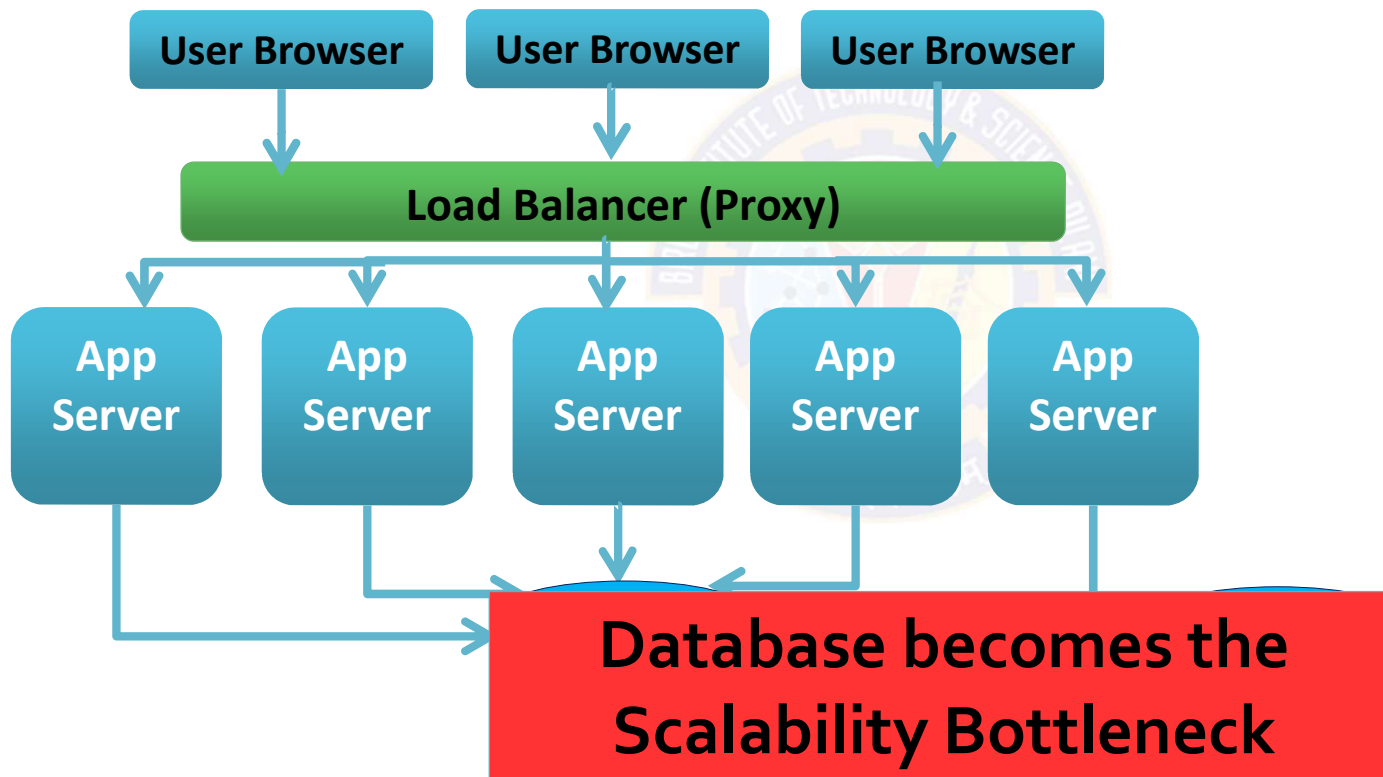 User Browser
User Browser
User Browser
Load Balancer (Proxy)
App
Server
App
Server
App
Server
App
Server
App
Server
Database becomes the
Scalability Bottleneck